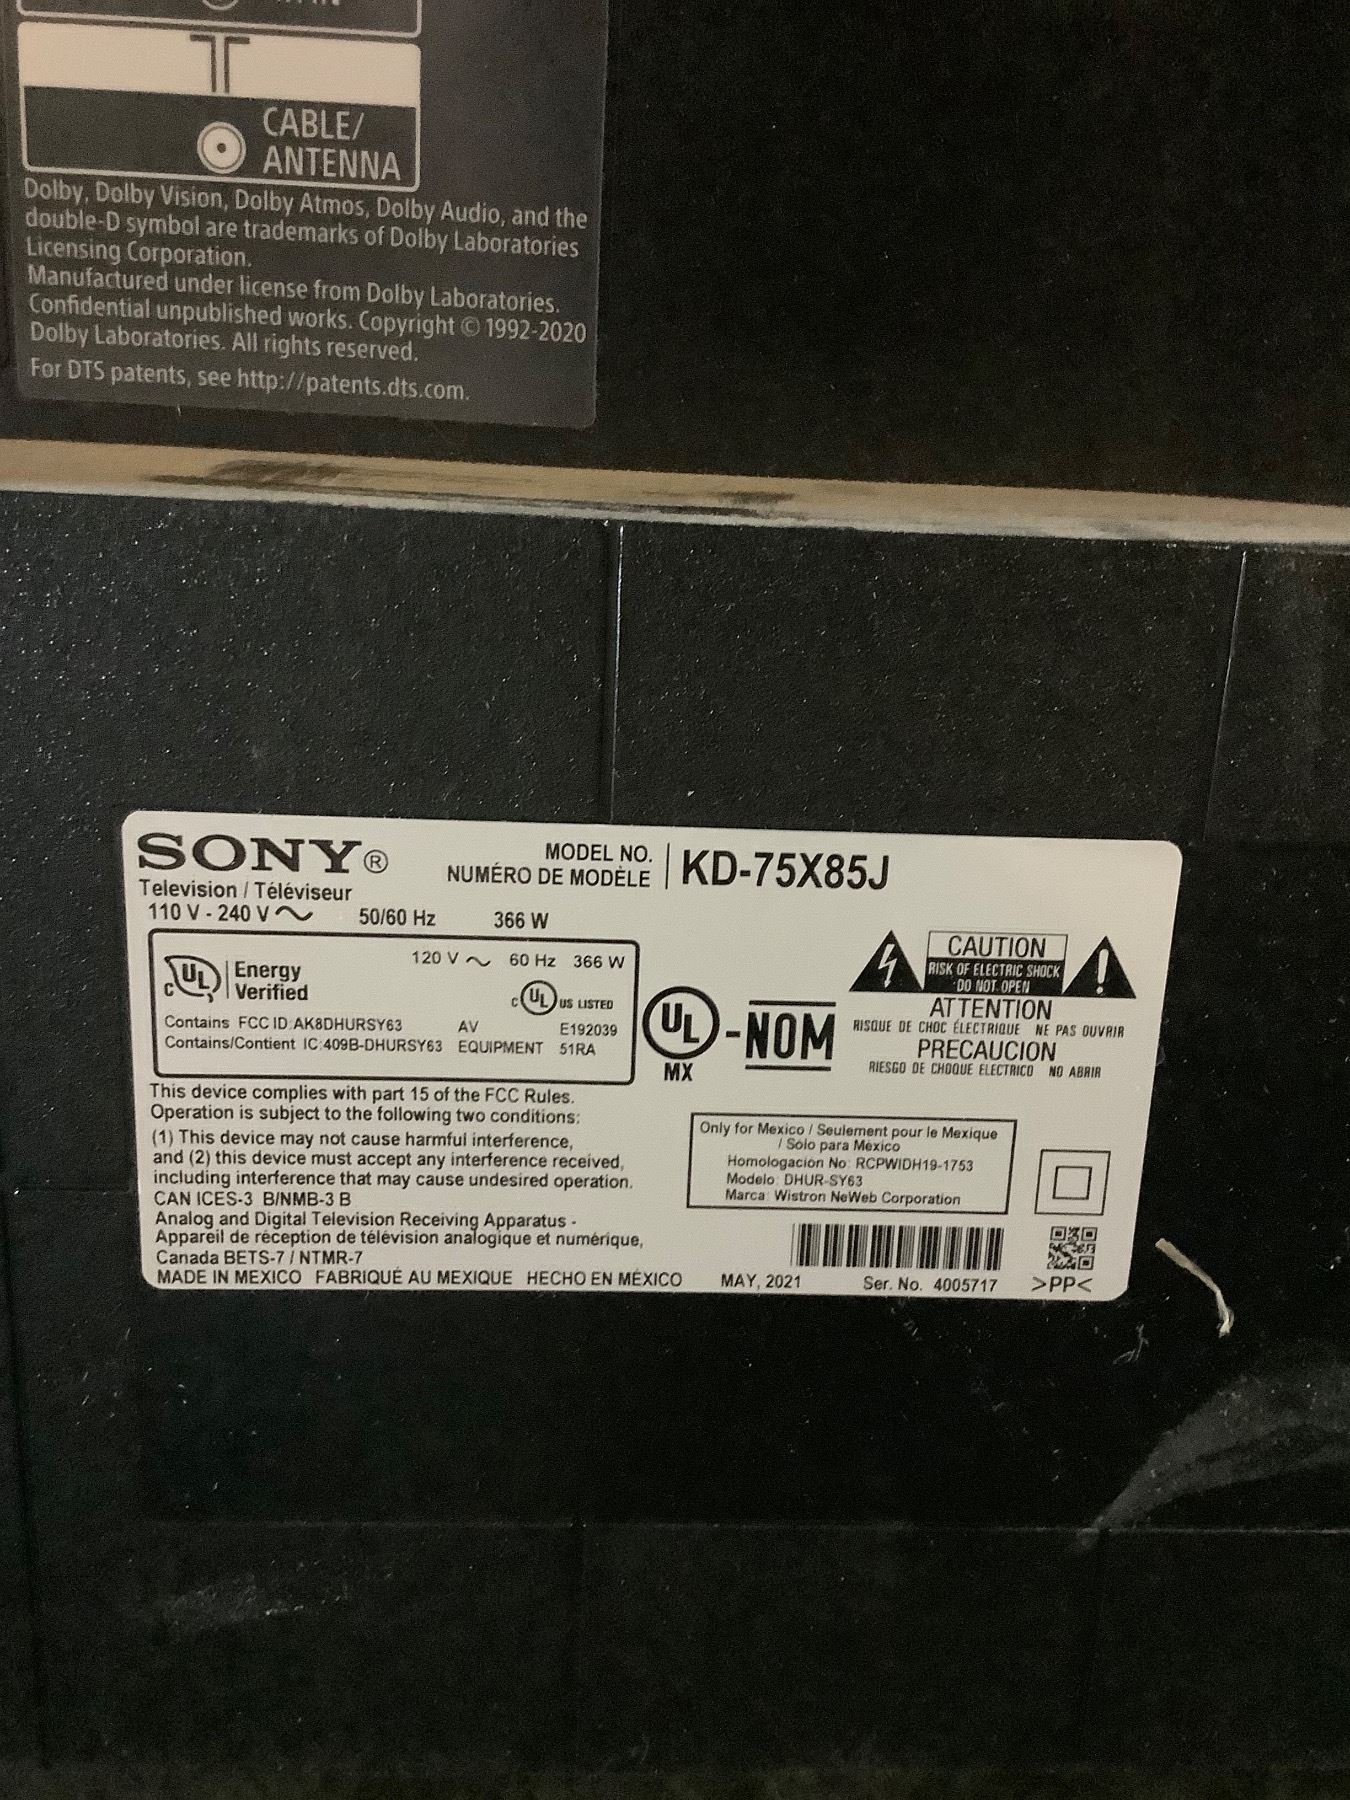 CABLE/
ANTENNA
Dolby, Dolby Vision, Dolby Atmos, Dolby Audio, and the
double-D symbol are trademarks of Dolby Laboratories
Licensing Corporation.
Manufactured under license from Dolby Laboratories.
Confidential unpublished works. Copyright © 1992-2020
Dolby Laboratories. All rights reserved.
For DTS patents, see http://patents.dts.com.
SONY®
MODEL NO.
NUMÉRO DE MODÈLE
KD-75X85J
Television / Téléviseur
110 V - 240 V ～ 50/60 Hz 366 W
120 V ～ 60 Hz 366 W
C UL Energy
Verified
C UL US LISTED
Contains FCC ID:AK8DHURSY63 AV E192039
Contains/Contient IC:409B-DHURSY63 EQUIPMENT 51RA
UL -NOM
MX
CAUTION
RISK OF ELECTRIC SHOCK
DO NOT OPEN
ATTENTION
RISQUE DE CHOC ÉLECTRIQUE NE PAS OUVRIR
PRECAUCION
RIESGO DE CHOQUE ELECTRICO NO ABRIR
This device complies with part 15 of the FCC Rules.
Operation is subject to the following two conditions:
(1) This device may not cause harmful interference,
and (2) this device must accept any interference received,
including interference that may cause undesired operation.
CAN ICES-3 B/NMB-3 B
Analog and Digital Television Receiving Apparatus -
Appareil de réception de télévision analogique et numérique,
Canada BETS-7 / NTMR-7
MADE IN MEXICO FABRIQUÉ AU MEXIQUE HECHO EN MÉXICO MAY, 2021
Only for Mexico / Seulement pour le Mexique
/ Sólo para México
Homologación No: RCPWIDH19-1753
Modelo: DHUR-SY63
Marca: Wistron NeWeb Corporation
Ser. No. 4005717
>PP<